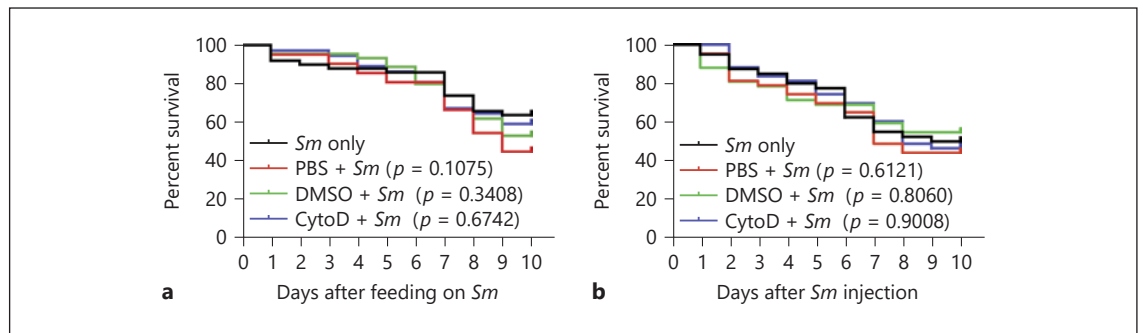 100
80
60
40
20
0
Percent survival
Sm only
PBS + Sm (p = 0.1075)
DMSO + Sm (p = 0.3408)
CytoD + Sm (p = 0.6742)
0 1 2 3 4 5 6 7 8 9 10
a
Days after feeding on Sm
100
80
60
40
20
0
Percent survival
Sm only
PBS + Sm (p = 0.6121)
DMSO + Sm (p = 0.8060)
CytoD + Sm (p = 0.9008)
0 1 2 3 4 5 6 7 8 9 10
b
Days after Sm injection